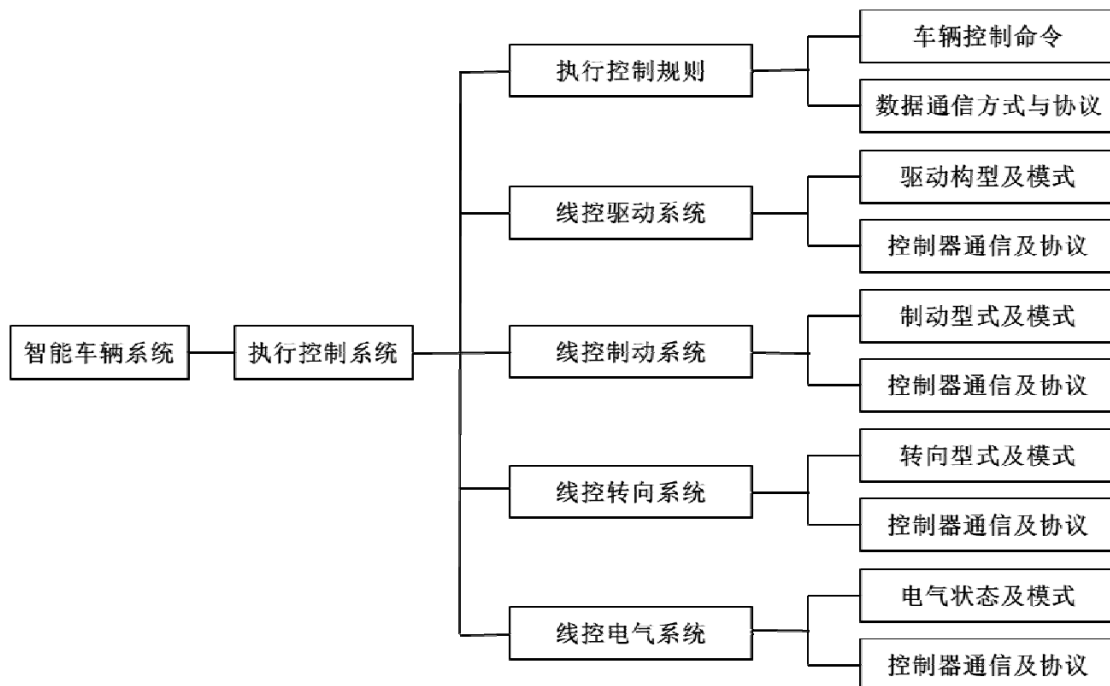 车辆控制命令
执行控制规则
数据通信方式与协议
驱动构型及模式
线控驱动系统
控制器通信及协议
制动型式及模式
智能车辆系统
执行控制系统
线控制动系统
控制器通信及协议
转向型式及模式
线控转向系统
控制器通信及协议
电气状态及模式
线控电气系统
控制器通信及协议